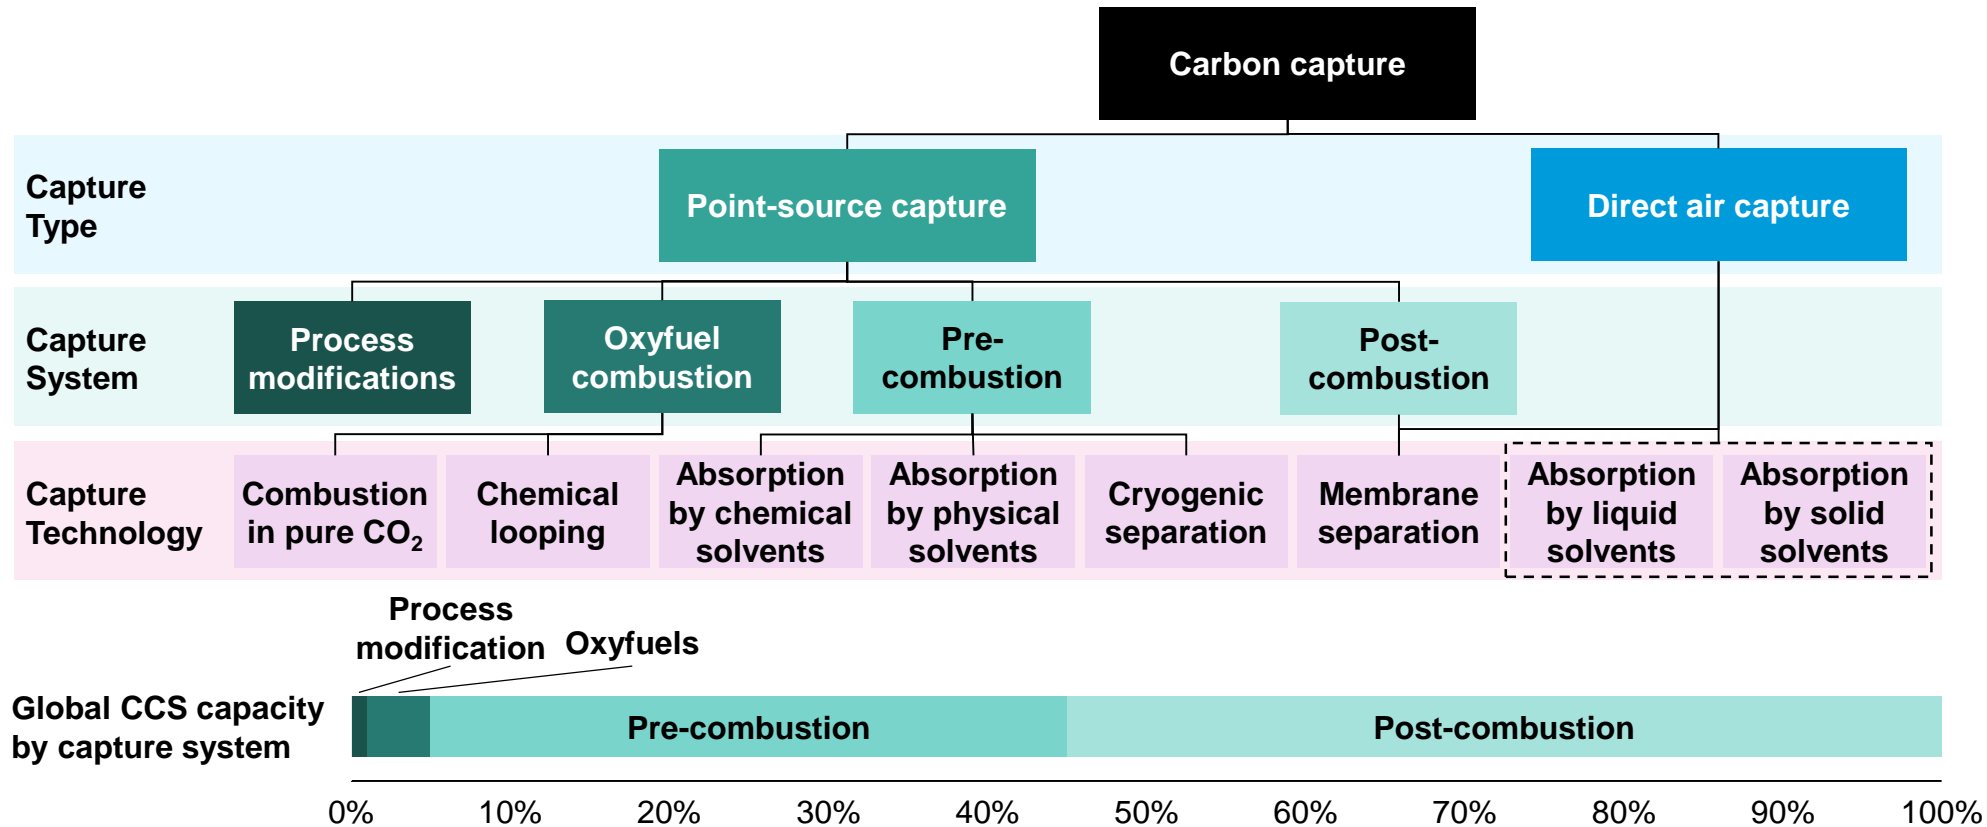 Carbon capture
Capture
Type
Point-source capture
Direct air capture
Capture
System
Process
modifications
Oxyfuel
combustion
Pre-
combustion
Post-
combustion
Capture
Technology
Combustion
in pure CO₂
Chemical
looping
Absorption
by chemical
solvents
Absorption
by physical
solvents
Cryogenic
separation
Membrane
separation
Absorption
by liquid
solvents
Absorption
by solid
solvents
Process
modification
Oxyfuels
Global CCS capacity
by capture system
Pre-combustion
Post-combustion
0% 10% 20% 30% 40% 50% 60% 70% 80% 90% 100%